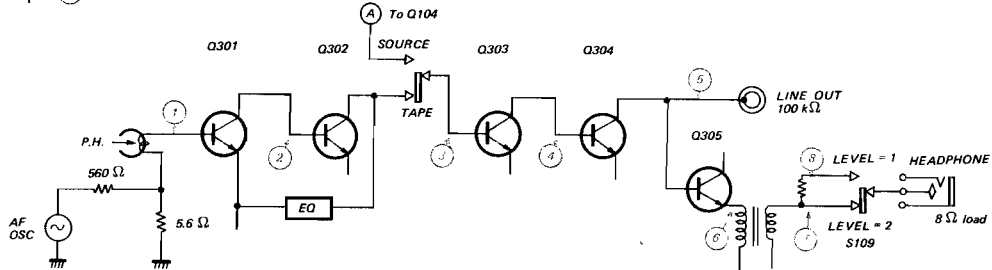 A To Q104
Q301
Q302
SOURCE
Q303
Q304
TAPE
5
LINE OUT
100 kΩ
1
P.H.
2
3
4
Q305
560 Ω
8
LEVEL = 1
HEADPHONE
EQ
AF
OSC
5.6 Ω
6
7
LEVEL = 2
S109
8 Ω load